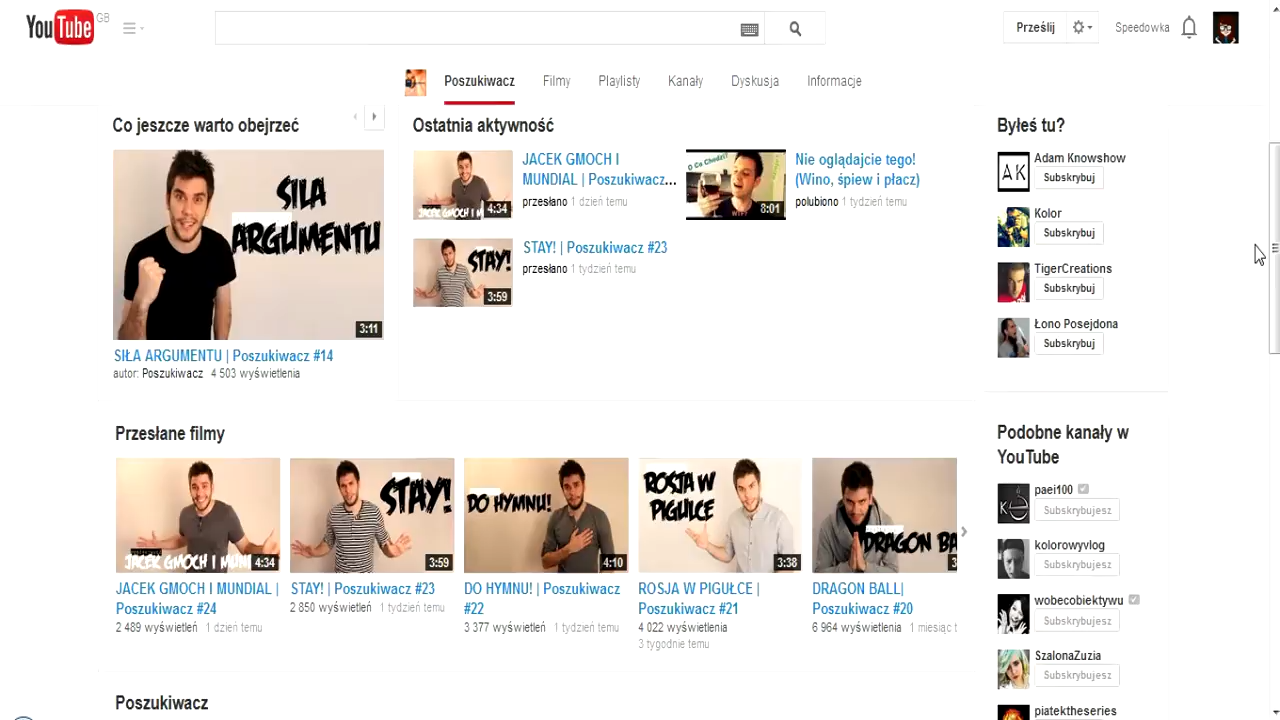 YouTube GB
Prześlij
Speedowka
Poszukiwacz Filmy Playlisty Kanały Dyskusja Informacje
Co jeszcze warto obejrzeć
SIŁA
ARGUMENTU
3:11
SIŁA ARGUMENTU | Poszukiwacz #14
autor: Poszukiwacz 4 503 wyświetlenia
Ostatnia aktywność
JACEK GMOCH I M
4:34
JACEK GMOCH I
MUNDIAL | Poszukiwacz...
przesłano 1 dzień temu
O Co Chodzi?
8:01
Nie oglądajcie tego!
(Wino, śpiew i płacz)
polubiono 1 tydzień temu
STAY!
3:59
STAY! | Poszukiwacz #23
przesłano 1 tydzień temu
Byłeś tu?
AK
Adam Knowshow
Subskrybuj
Kolor
Subskrybuj
TigerCreations
Subskrybuj
Łono Posejdona
Subskrybuj
Przesłane filmy
JACEK GMOCH I MUNI
4:34
JACEK GMOCH I MUNDIAL |
Poszukiwacz #24
2 489 wyświetleń 1 dzień temu
STAY!
3:59
STAY! | Poszukiwacz #23
2 850 wyświetleń 1 tydzień temu
DO HYMNU!
4:10
DO HYMNU! | Poszukiwacz
#22
3 377 wyświetleń 1 tydzień temu
ROSJA W
PIGUŁCE
3:38
ROSJA W PIGUŁCE |
Poszukiwacz #21
4 022 wyświetlenia
3 tygodnie temu
DRAGON BA
3
DRAGON BALL|
Poszukiwacz #20
6 964 wyświetlenia 1 miesiąc t
Podobne kanały w
YouTube
K
paei100
Subskrybujesz
kolorowyvlog
Subskrybujesz
wobecobiektywu
Subskrybujesz
SzalonaZuzia
Subskrybujesz
piatektheseries
Poszukiwacz